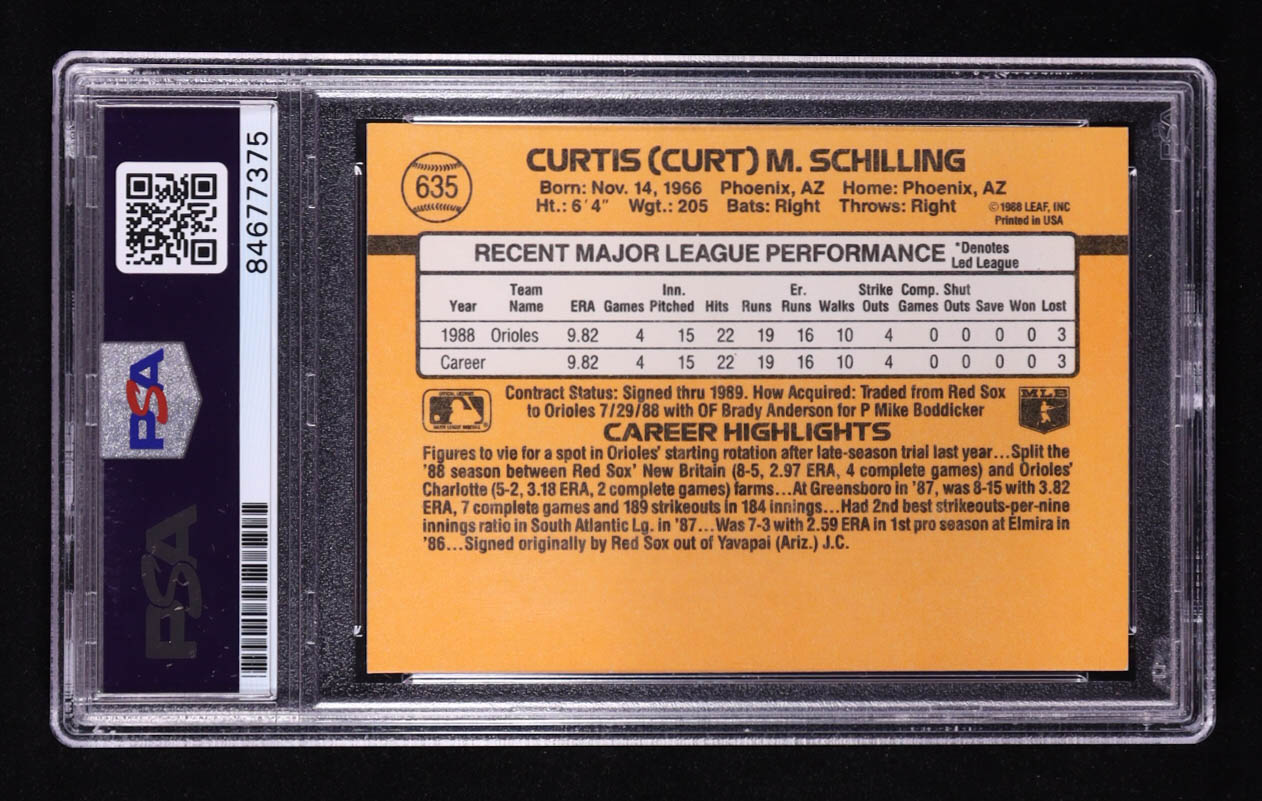 84677375
PSA
PSA
635
CURTIS (CURT) M. SCHILLING
Born: Nov. 14, 1966 Phoenix, AZ Home: Phoenix, AZ
Ht.: 6'4" Wgt.: 205 Bats: Right Throws: Right
©1988 LEAF, INC
Printed in USA
RECENT MAJOR LEAGUE PERFORMANCE *Denotes Led League
Year Team Name ERA Games Inn. Pitched Hits Runs Er. Runs Walks Strike Outs Comp. Games Shut Outs Save Won Lost
1988 Orioles 9.82 4 15 22 19 16 10 4 0 0 0 0 3
Career 9.82 4 15 22 19 16 10 4 0 0 0 0 3
Contract Status: Signed thru 1989. How Acquired: Traded from Red Sox
to Orioles 7/29/88 with OF Brady Anderson for P Mike Boddicker
MLB
CAREER HIGHLIGHTS
Figures to vie for a spot in Orioles' starting rotation after late-season trial last year...Split the
'88 season between Red Sox' New Britain (8-5, 2.97 ERA, 4 complete games) and Orioles'
Charlotte (5-2, 3.18 ERA, 2 complete games) farms...At Greensboro in '87, was 8-15 with 3.82
ERA, 7 complete games and 189 strikeouts in 184 innings...Had 2nd best strikeouts-per-nine
innings ratio in South Atlantic Lg. in '87...Was 7-3 with 2.59 ERA in 1st pro season at Elmira in
'86...Signed originally by Red Sox out of Yavapai (Ariz.) J.C.